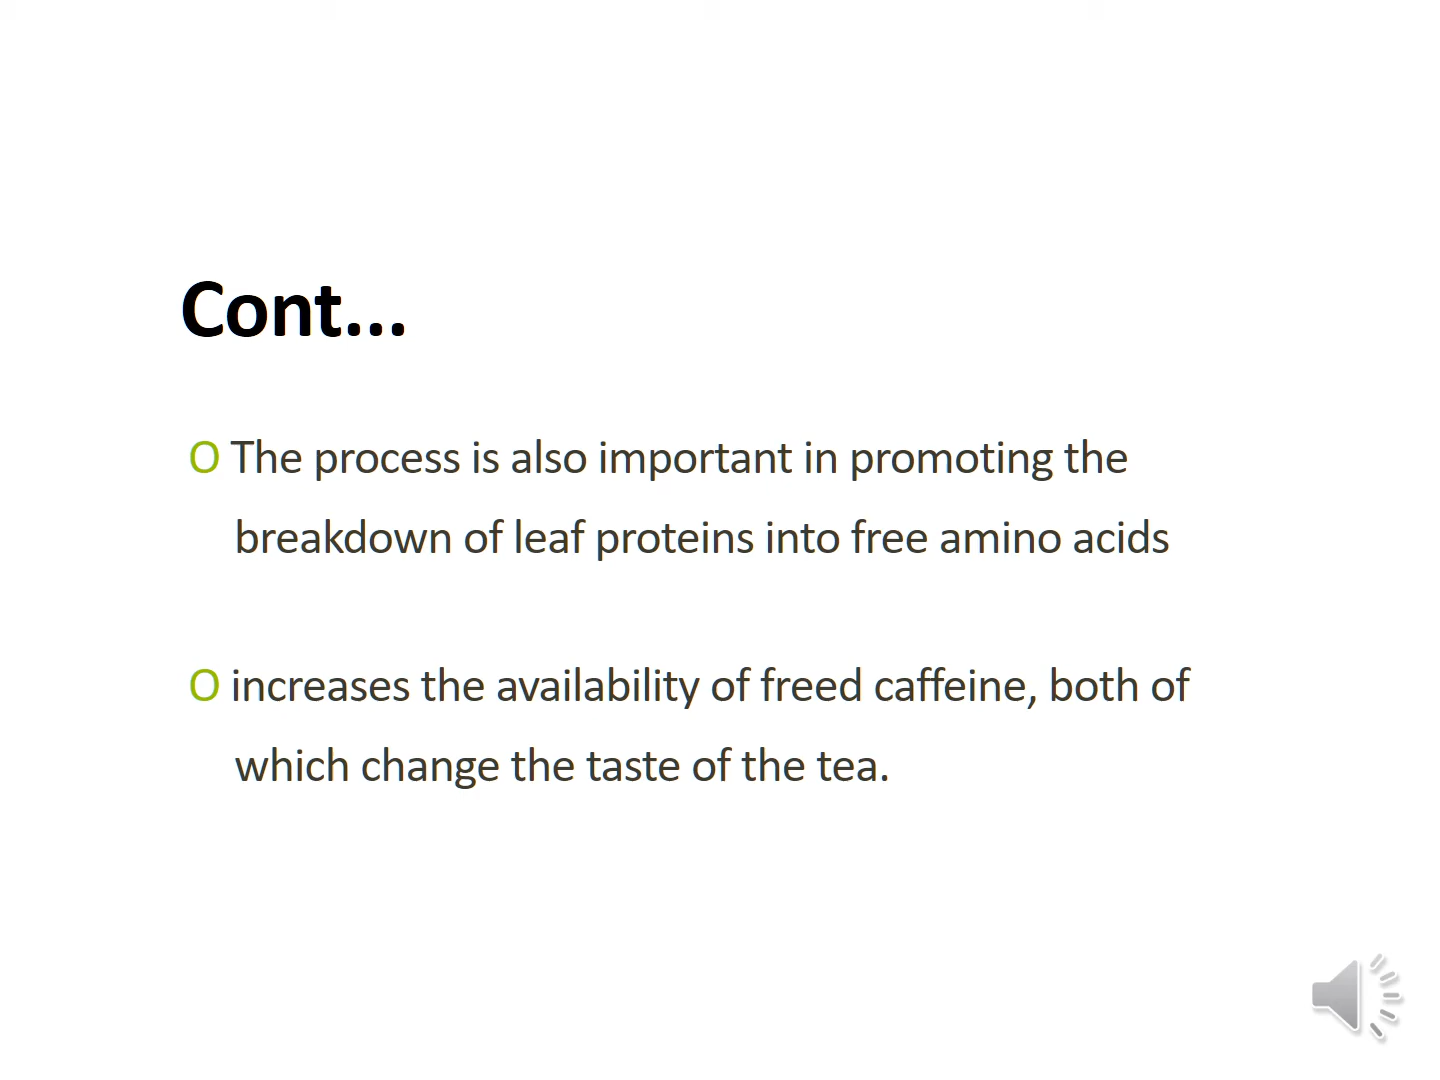 Cont...
O The process is also important in promoting the
breakdown of leaf proteins into free amino acids
O increases the availability of freed caffeine, both of
which change the taste of the tea.